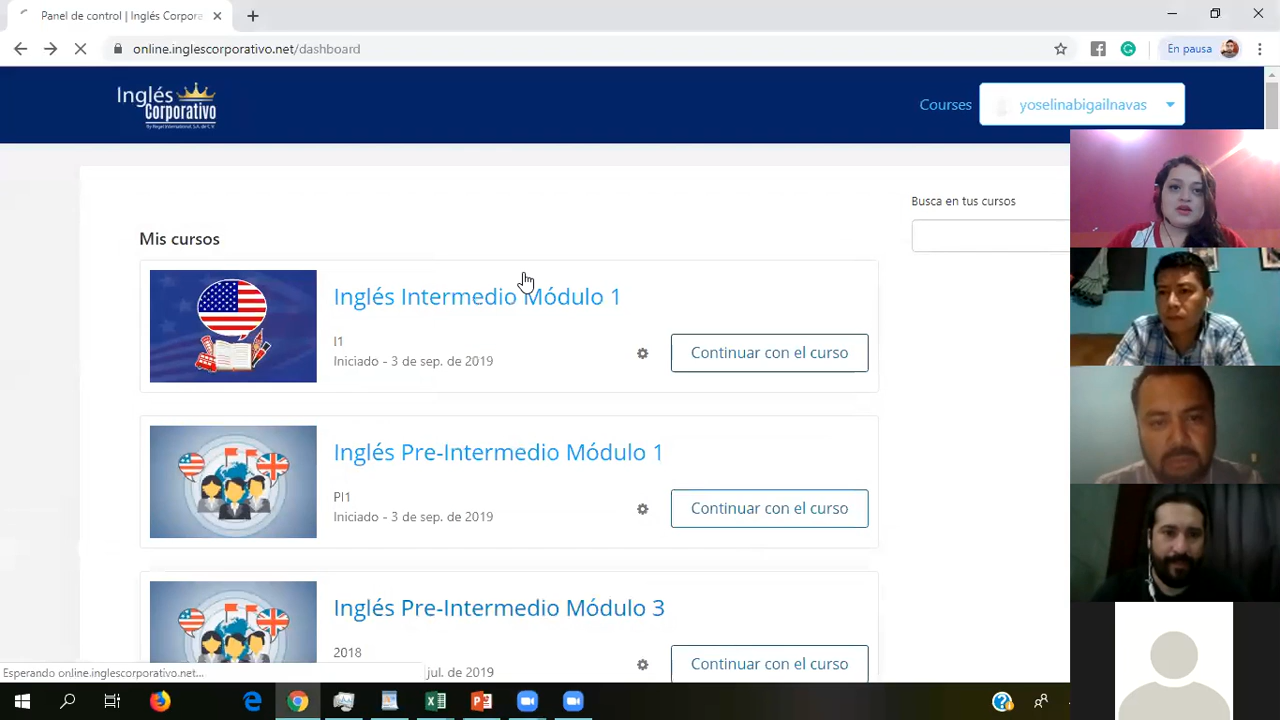 Panel de control | Inglés Corpora
online.inglescorporativo.net/dashboard
En pausa
Inglés
Corporativo
Courses
yoselinabigailnavas
Busca en tus cursos
Mis cursos
Inglés Intermedio Módulo 1
I1
Iniciado - 3 de sep. de 2019
Continuar con el curso
Inglés Pre-Intermedio Módulo 1
PI1
Iniciado - 3 de sep. de 2019
Continuar con el curso
Inglés Pre-Intermedio Módulo 3
2018
jul. de 2019
Continuar con el curso
Esperando online.inglescorporativo.net...